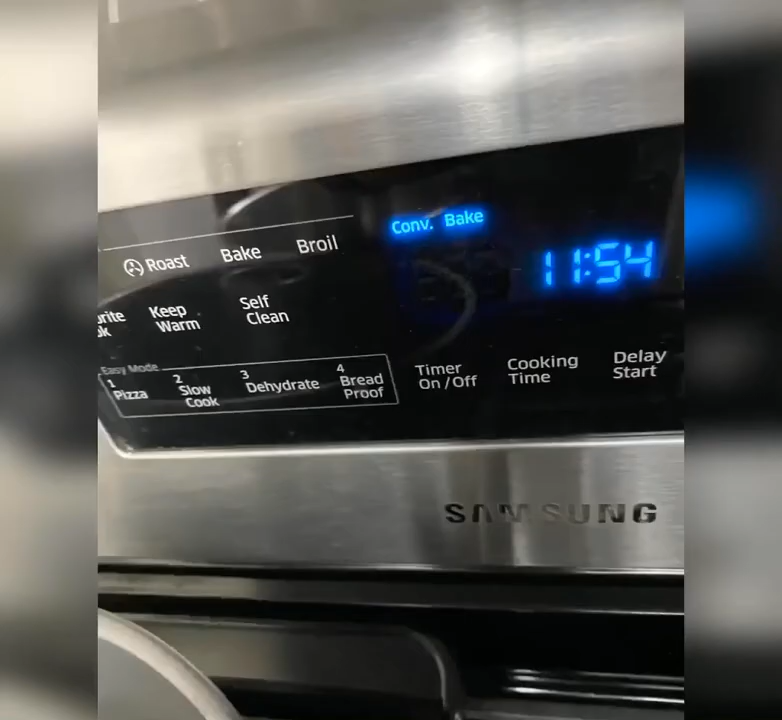 Conv. Bake
11:54
Roast Bake Broil
Keep
Warm
Self
Clean
Easy Mode
1
Pizza
2
Slow
Cook
3
Dehydrate
4
Bread
Proof
Timer
On/Off
Cooking
Time
Delay
Start
SAMSUNG